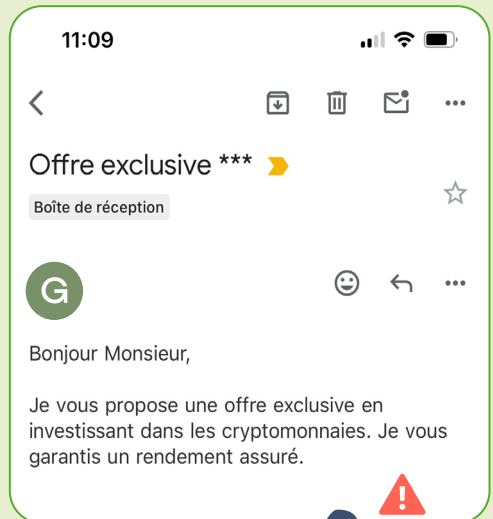 11:09
Offre exclusive ***
Boîte de réception
G
Bonjour Monsieur,
Je vous propose une offre exclusive en
investissant dans les cryptomonnaies. Je vous
garantis un rendement assuré.